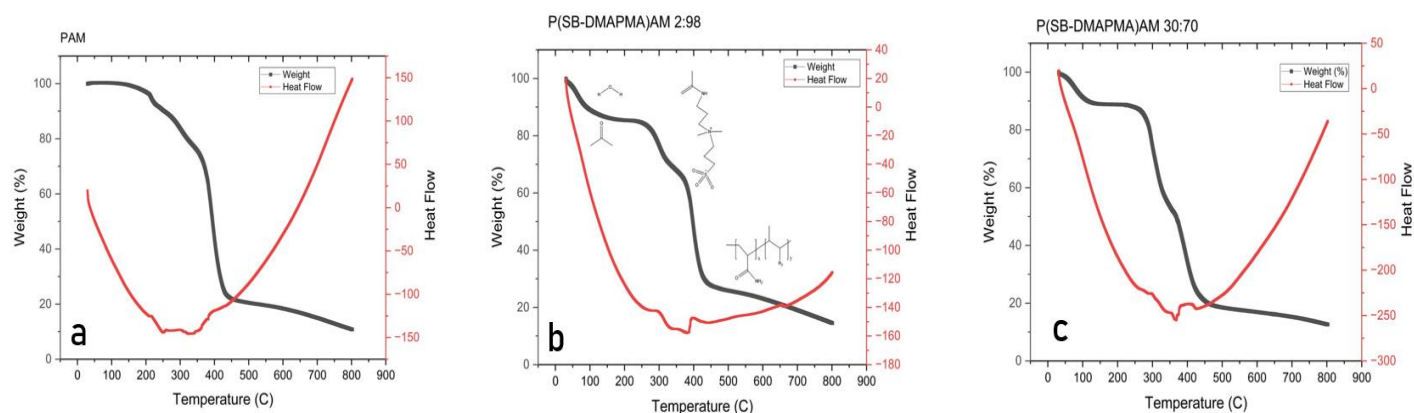 PAM
Weight
Heat Flow
Weight (%)
100
80
60
40
20
0
150
100
50
0
−50
−100
−150
Heat Flow
a
0 100 200 300 400 500 600 700 800 900
Temperature (C)
P(SB-DMAPMA)AM 2:98
Weight
Heat Flow
Weight (%)
100
80
60
40
20
0
40
20
0
−20
−40
−60
−80
−100
−120
−140
−160
−180
Heat Flow
b
0 100 200 300 400 500 600 700 800 900
Temperature (C)
P(SB-DMAPMA)AM 30:70
Weight (%)
Heat Flow
Weight (%)
100
80
60
40
20
0
50
0
−50
−100
−150
−200
−250
−300
Heat Flow
c
0 100 200 300 400 500 600 700 800 900
Temperature (C)